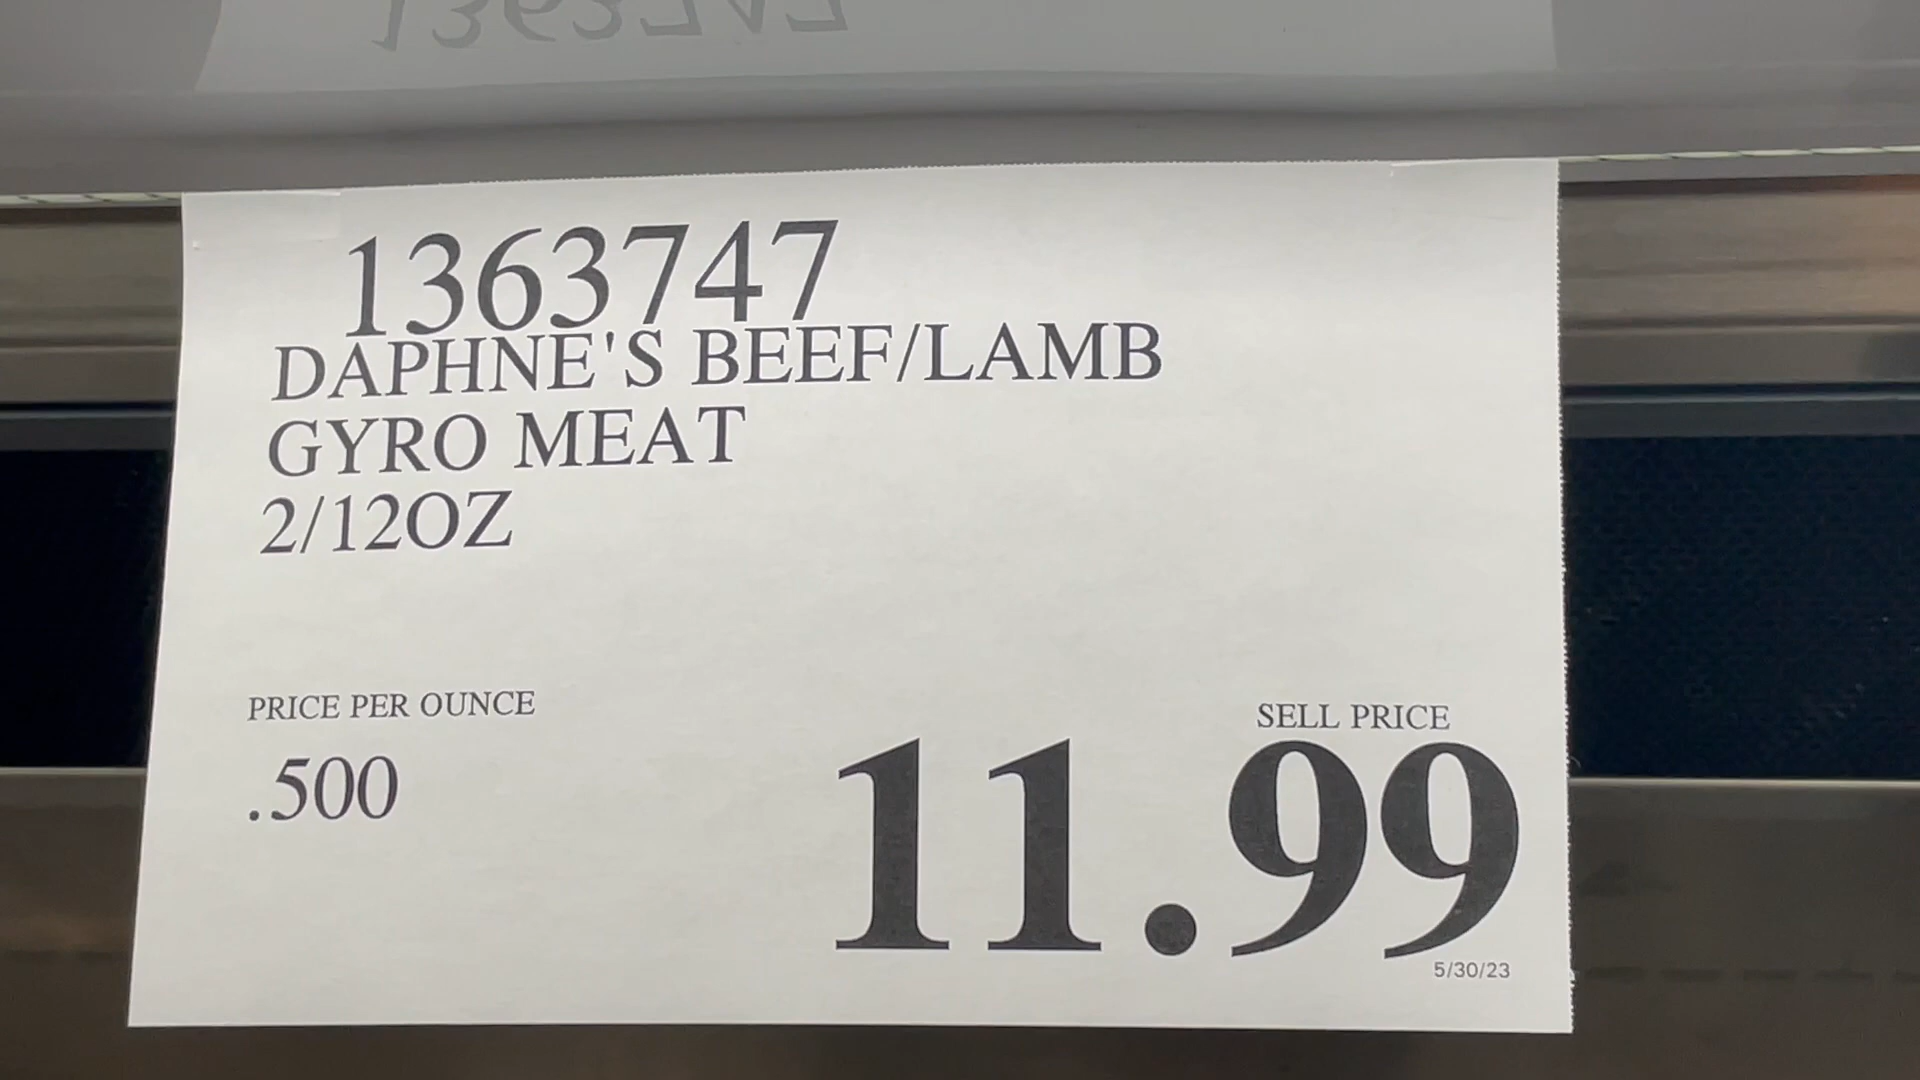 1363747
DAPHNE'S BEEF/LAMB
GYRO MEAT
2/12OZ
PRICE PER OUNCE
.500
SELL PRICE
11.99
5/30/23